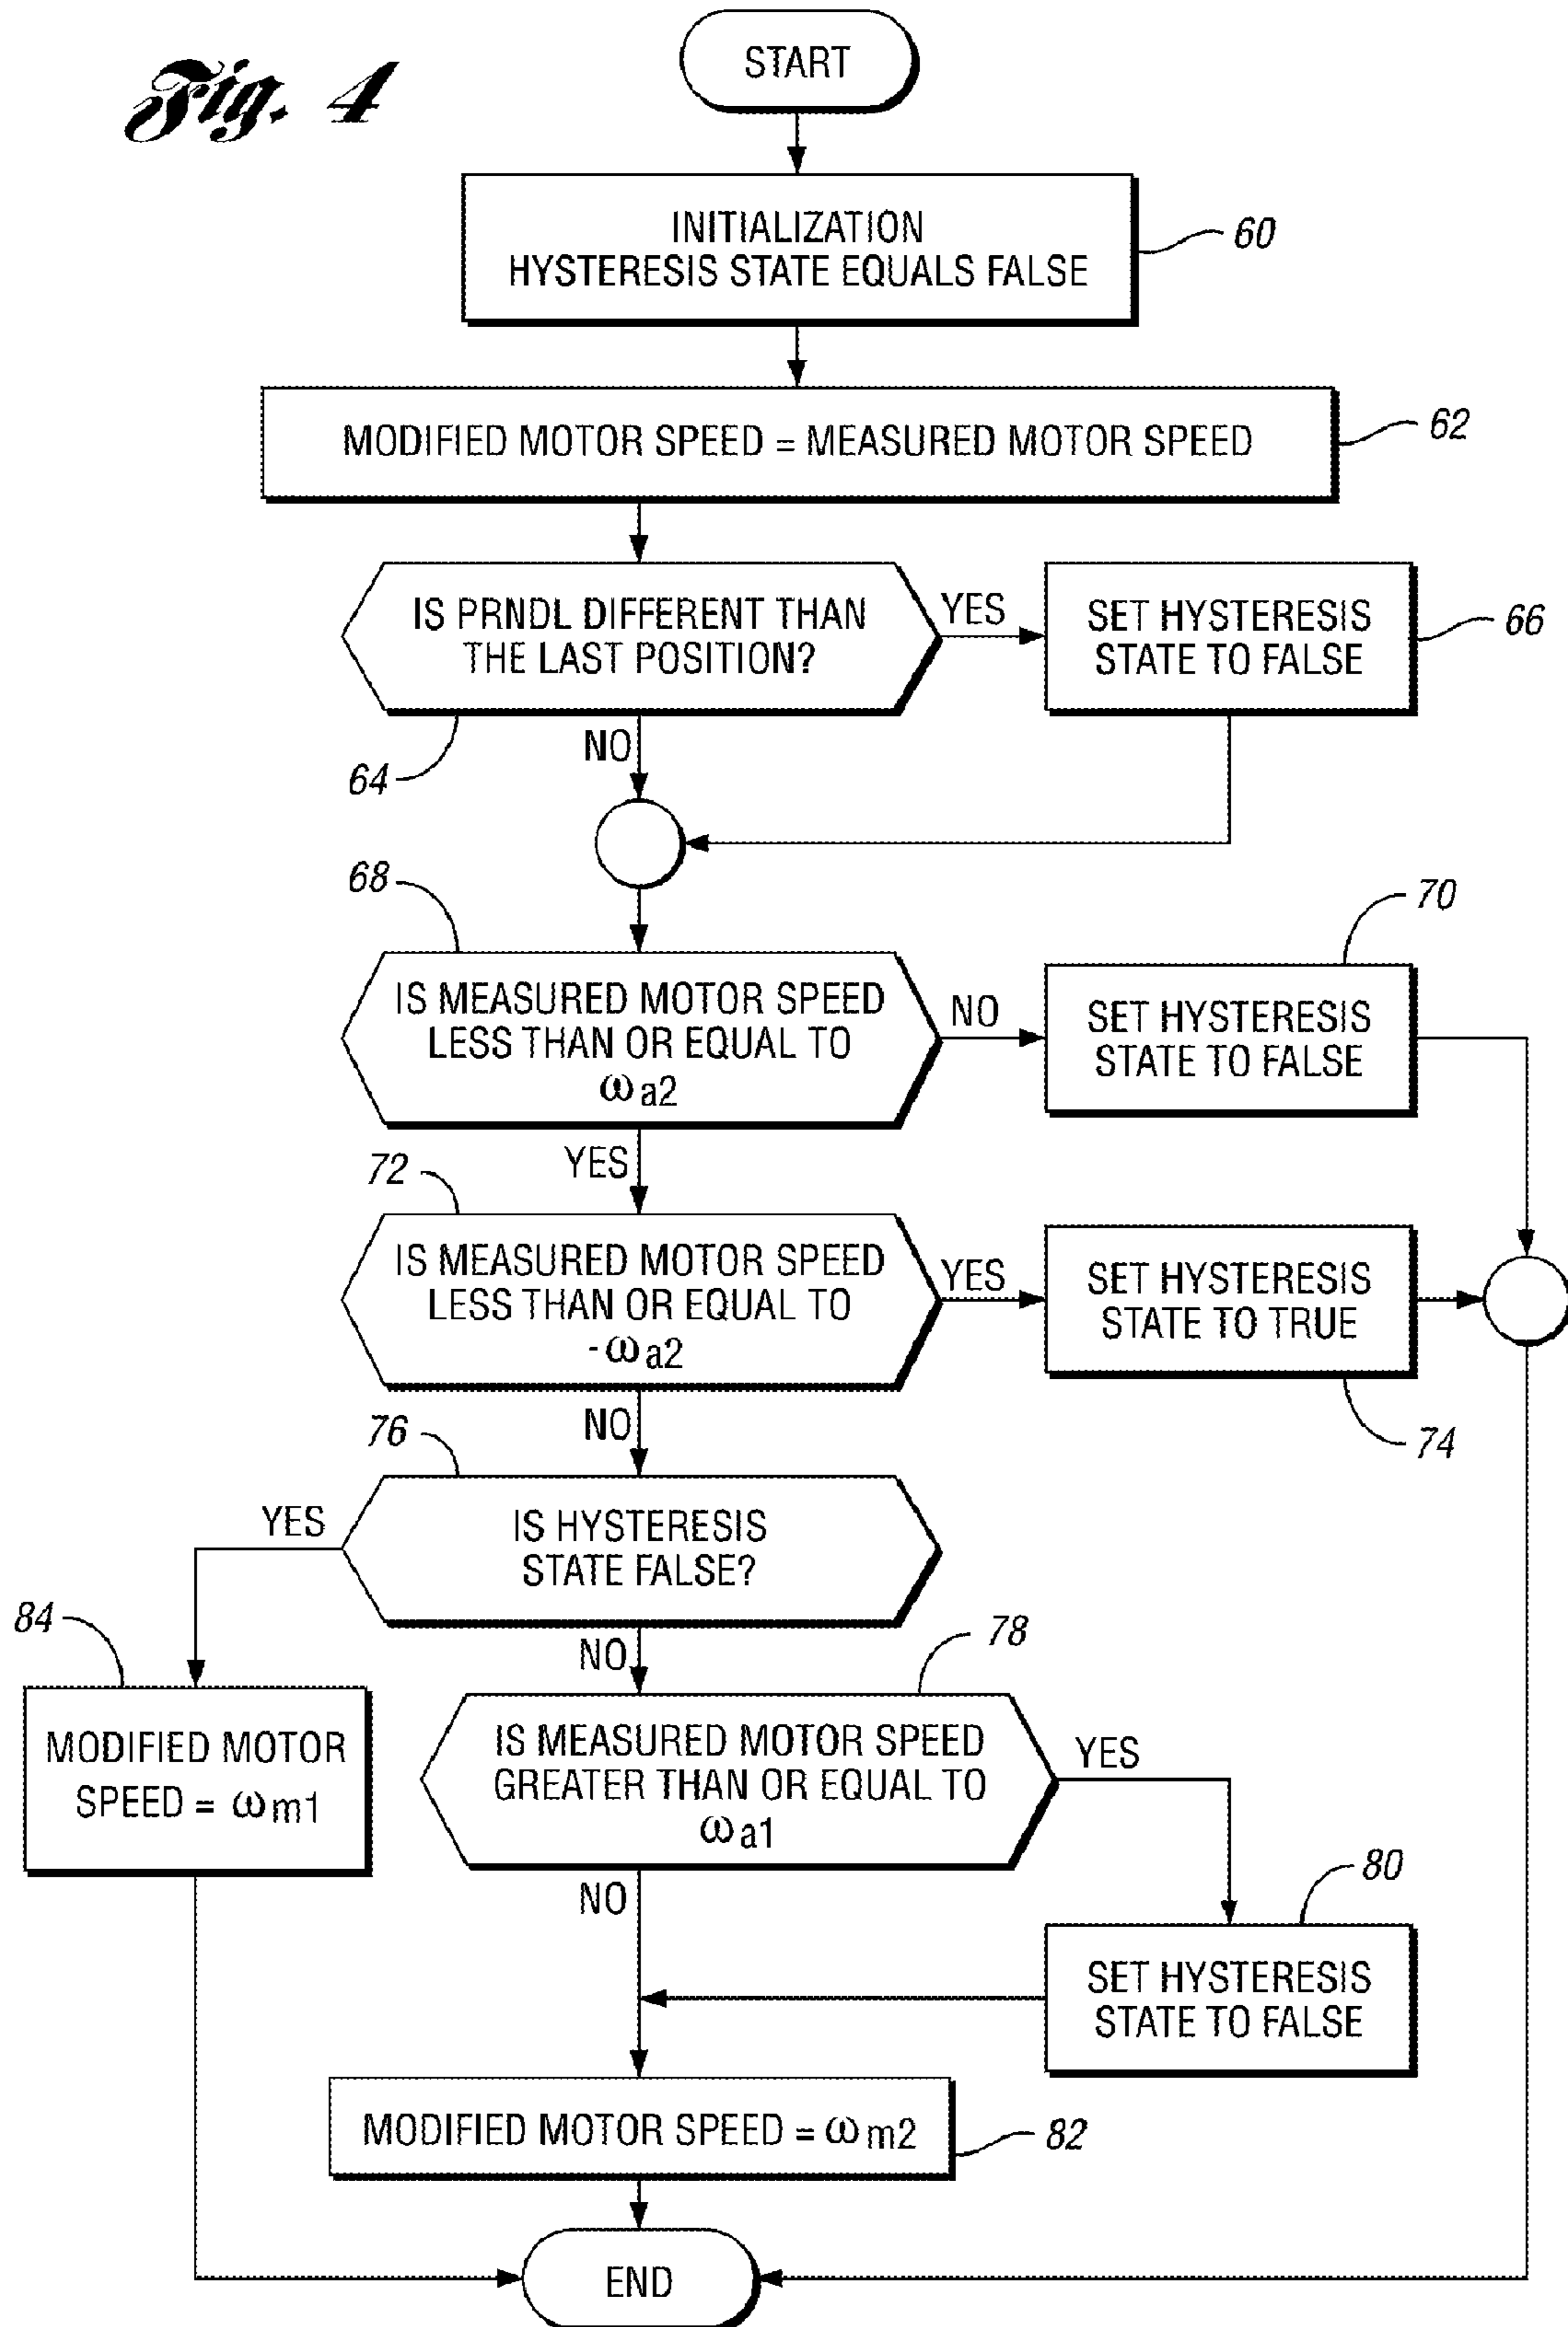 Fig. 4
START
INITIALIZATION
HYSTERESIS STATE EQUALS FALSE
60
MODIFIED MOTOR SPEED = MEASURED MOTOR SPEED
62
IS PRNDL DIFFERENT THAN
THE LAST POSITION?
YES
SET HYSTERESIS
STATE TO FALSE
66
NO
64
68
70
IS MEASURED MOTOR SPEED
LESS THAN OR EQUAL TO
ωa2
NO
SET HYSTERESIS
STATE TO FALSE
YES
72
IS MEASURED MOTOR SPEED
LESS THAN OR EQUAL TO
-ωa2
YES
SET HYSTERESIS
STATE TO TRUE
74
NO
76
YES
IS HYSTERESIS
STATE FALSE?
84
NO
78
MODIFIED MOTOR
SPEED = ωm1
IS MEASURED MOTOR SPEED
GREATER THAN OR EQUAL TO
ωa1
YES
NO
80
SET HYSTERESIS
STATE TO FALSE
MODIFIED MOTOR SPEED = ωm2
82
END